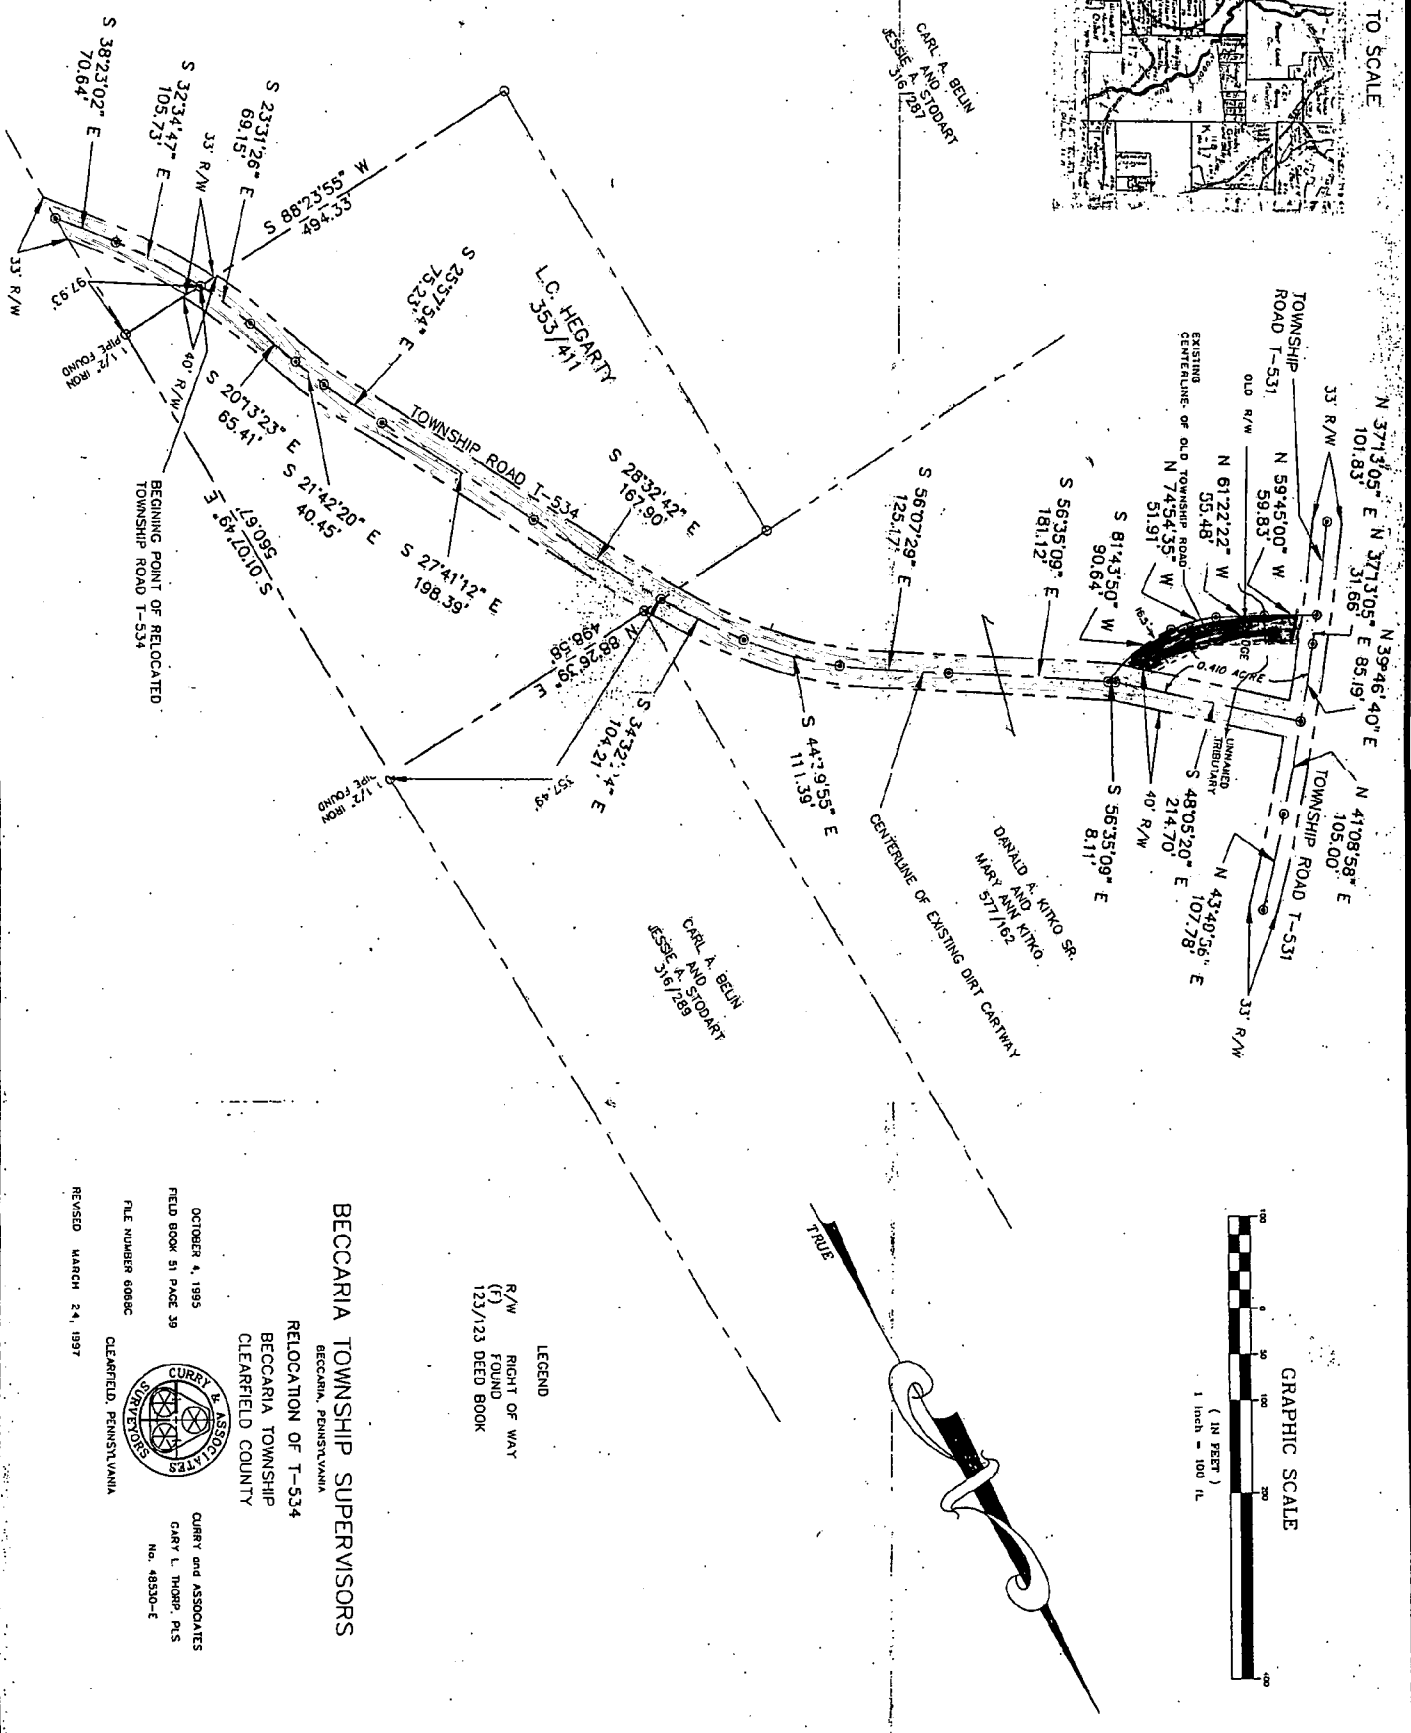 TO SCALE
CARL A. BELIN
AND
JESSIE A. STODART
316/287
N 37°13'05" E
101.83'
N 37°13'05" E
31.66'
N 39°46'40" E
85.19'
33' R/W
TOWNSHIP
ROAD T-531
N 59°45'00" W
59.83'
OLD R/W
N 61°22'22" W
55.48'
EXISTING
CENTERLINE OF OLD TOWNSHIP ROAD
N 74°54'35" W
51.91'
S 81°43'50" W
90.64'
0.410 ACRE
N 41°08'58" E
105.00'
TOWNSHIP ROAD T-531
UNNAMED
TRIBUTARY
S 48°05'20" E
214.70'
40' R/W
N 43°40'56" E
107.78'
33' R/W
S 56°35'09" E
8.11'
S 56°35'09" E
181.12'
S 56°07'29" E
125.17'
DANALD A. KITKO SR.
AND
MARY ANN KITKO
577/162
CENTERLINE OF EXISTING DIRT CARTWAY
111.39'
104.21'
357.49'
S 28°32'42" E
167.90'
L.C. HEGARTY
353/411
TOWNSHIP ROAD T-534
N 88°26'39" E
498.58'
1 1/2" IRON
PIPE FOUND
CARL A. BELIN
AND
JESSIE A. STODART
316/289
S 88°23'55" W
494.33'
S 25°57'54" E
75.23'
S 27°41'12" E
198.39'
S 21°42'20" E
40.45'
S 20°13'23" E
65.41'
S 23°31'26" E
69.15'
33' R/W
S 32°34'47" E
105.73'
S 38°23'02" E
70.64'
33' R/W
97.93'
40' R/W
1 1/2" IRON
PIPE FOUND
S 01°07'49" E
560.67'
BEGINING POINT OF RELOCATED
TOWNSHIP ROAD T-534
TRUE
GRAPHIC SCALE
100 0 50 100 200 400
( IN FEET )
1 inch = 100 ft.
LEGEND
R/W RIGHT OF WAY
(F) FOUND
123/123 DEED BOOK
BECCARIA TOWNSHIP SUPERVISORS
BECCARIA, PENNSYLVANIA
RELOCATION OF T-534
BECCARIA TOWNSHIP
CLEARFIELD COUNTY
OCTOBER 4, 1995
FIELD BOOK 51 PAGE 39
FILE NUMBER 6068C
REVISED MARCH 24, 1997
CURRY & ASSOCIATES
SURVEYORS
CLEARFIELD, PENNSYLVANIA
CURRY and ASSOCIATES
GARY L. THORP, PLS
No. 48530-E